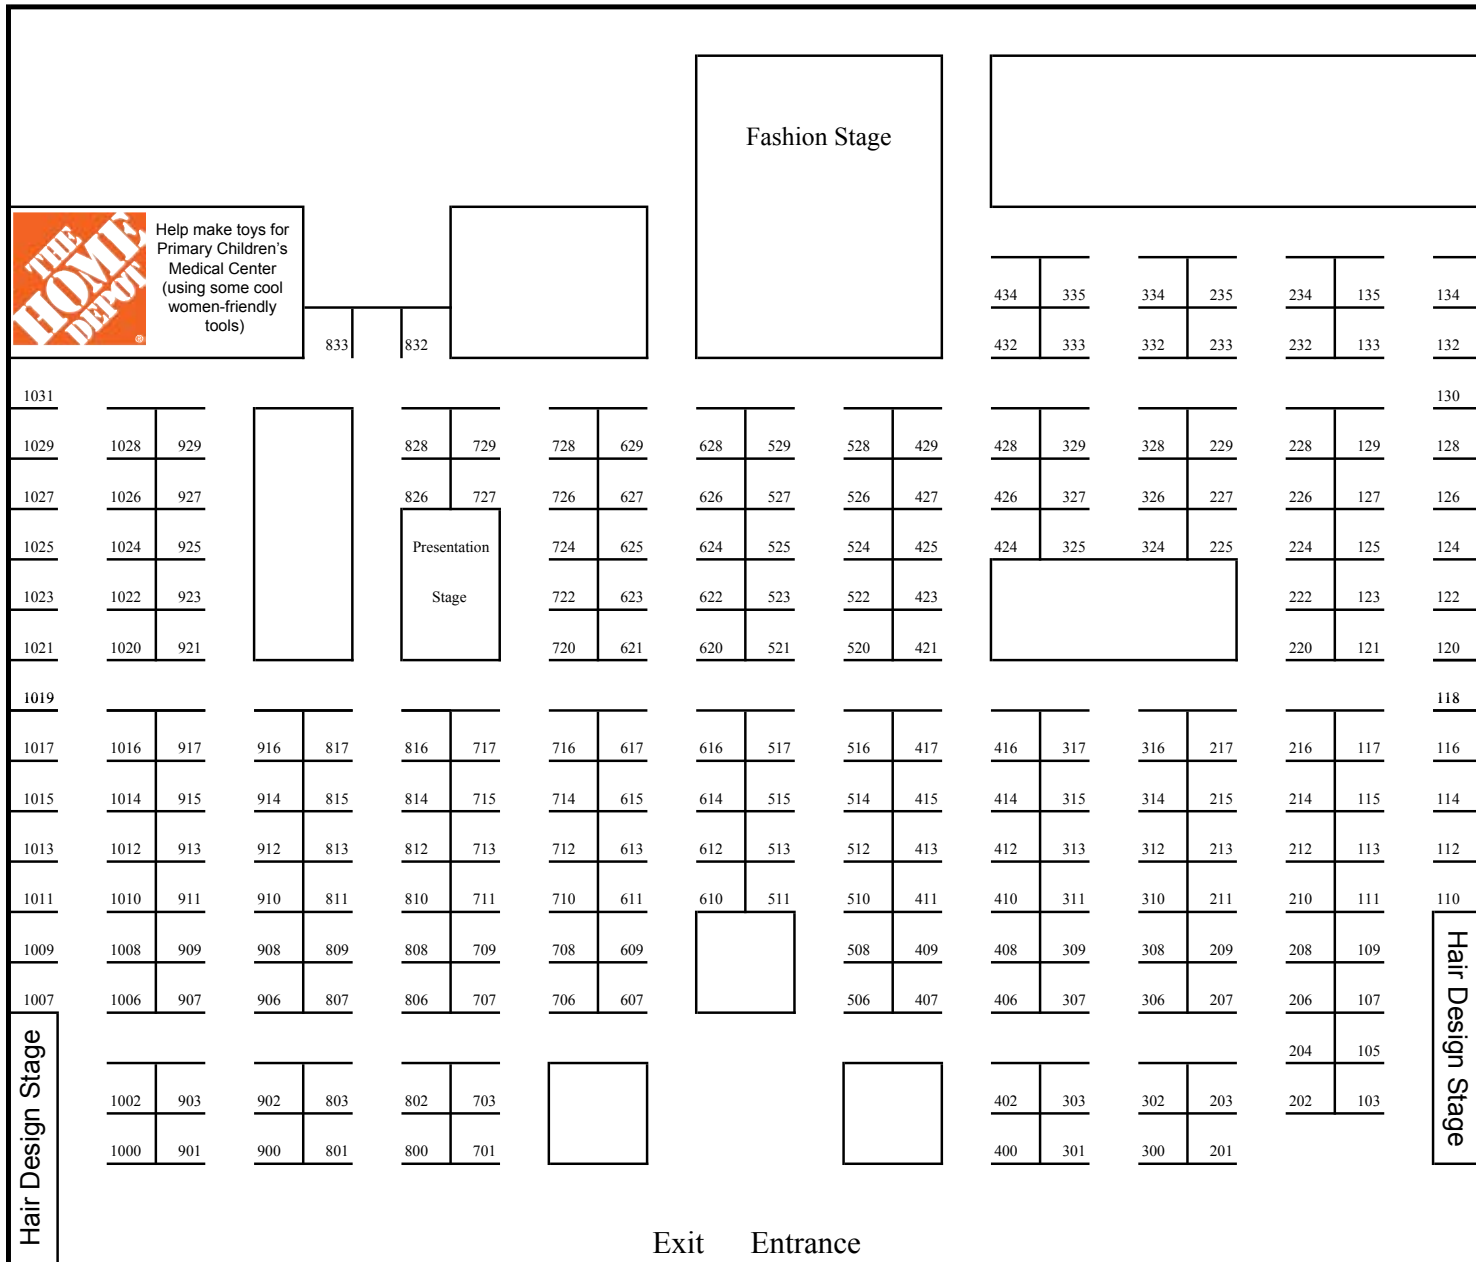 Fashion Stage
THE
HOME
DEPOT
®
Help make toys for
Primary Children's
Medical Center
(using some cool
women-friendly
tools)
434 335 334 235 234 135 134
833 832 432 333 332 233 232 133 132
1031 130
1029 1028 929 828 729 728 629 628 529 528 429 428 329 328 229 228 129 128
1027 1026 927 826 727 726 627 626 527 526 427 426 327 326 227 226 127 126
1025 1024 925 Presentation 724 625 624 525 524 425 424 325 324 225 224 125 124
1023 1022 923 Stage 722 623 622 523 522 423 222 123 122
1021 1020 921 720 621 620 521 520 421 220 121 120
1019 118
1017 1016 917 916 817 816 717 716 617 616 517 516 417 416 317 316 217 216 117 116
1015 1014 915 914 815 814 715 714 615 614 515 514 415 414 315 314 215 214 115 114
1013 1012 913 912 813 812 713 712 613 612 513 512 413 412 313 312 213 212 113 112
1011 1010 911 910 811 810 711 710 611 610 511 510 411 410 311 310 211 210 111 110
1009 1008 909 908 809 808 709 708 609 508 409 408 309 308 209 208 109
1007 1006 907 906 807 806 707 706 607 506 407 406 307 306 207 206 107
204 105
1002 903 902 803 802 703 402 303 302 203 202 103
1000 901 900 801 800 701 400 301 300 201
Hair Design Stage
Hair Design Stage
Exit Entrance